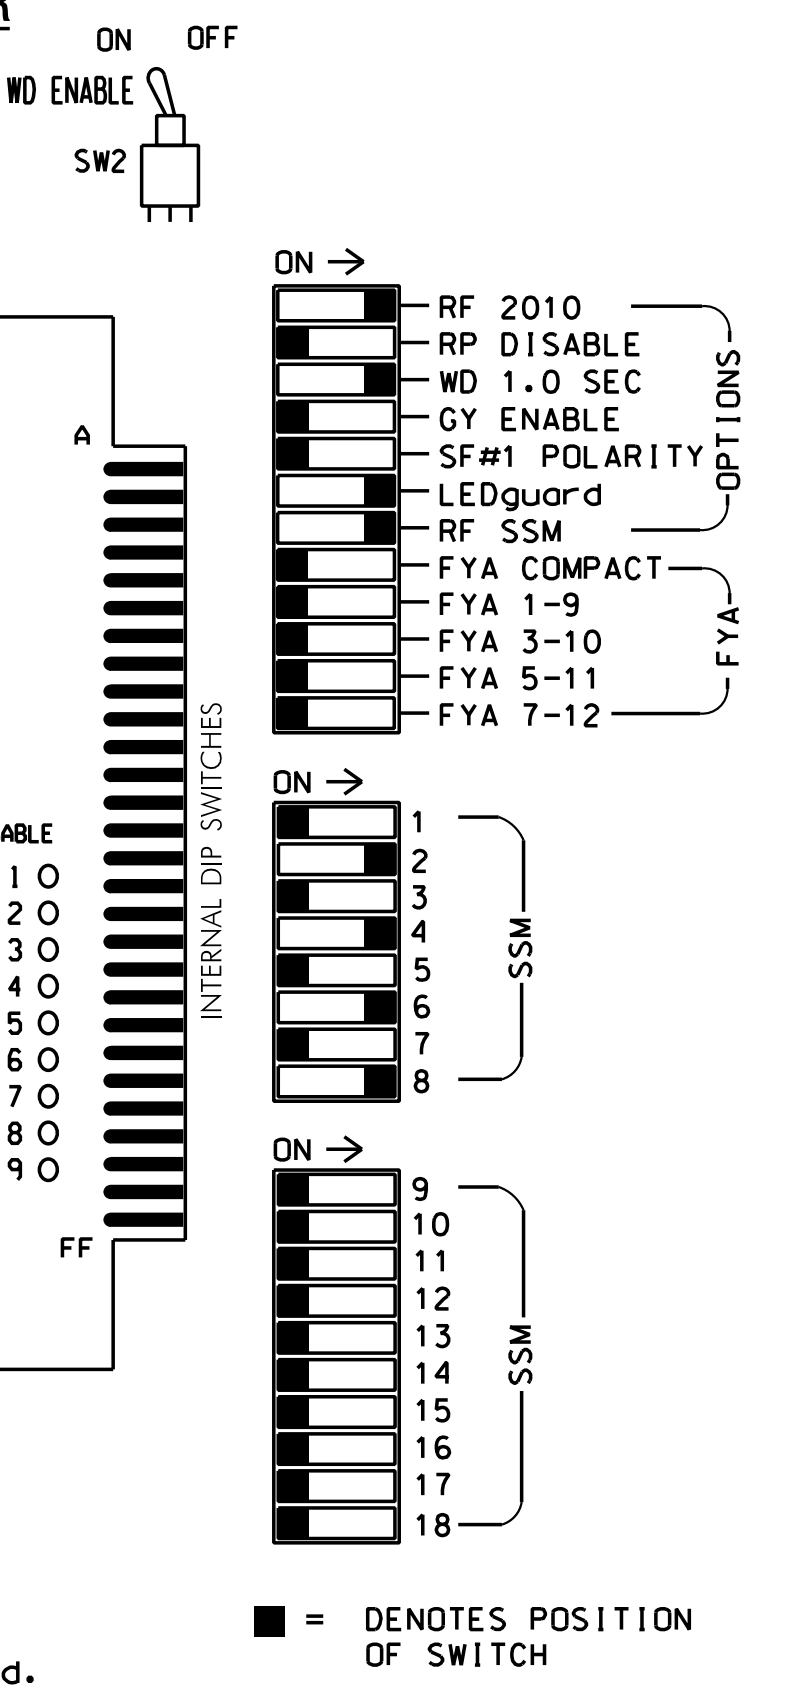 ON OFF
WD ENABLE
SW2
ON →
RF 2010
RP DISABLE
WD 1.0 SEC
GY ENABLE
SF#1 POLARITY
LEDguard
RF SSM
OPTIONS
FYA COMPACT
FYA 1-9
FYA 3-10
FYA 5-11
FYA 7-12
FYA
A
FF
INTERNAL DIP SWITCHES
ABLE
1
2
3
4
5
6
7
8
9
ON →
1
2
3
4
5
6
7
8
SSM
ON →
9
10
11
12
13
14
15
16
17
18
SSM
= DENOTES POSITION
OF SWITCH
d.